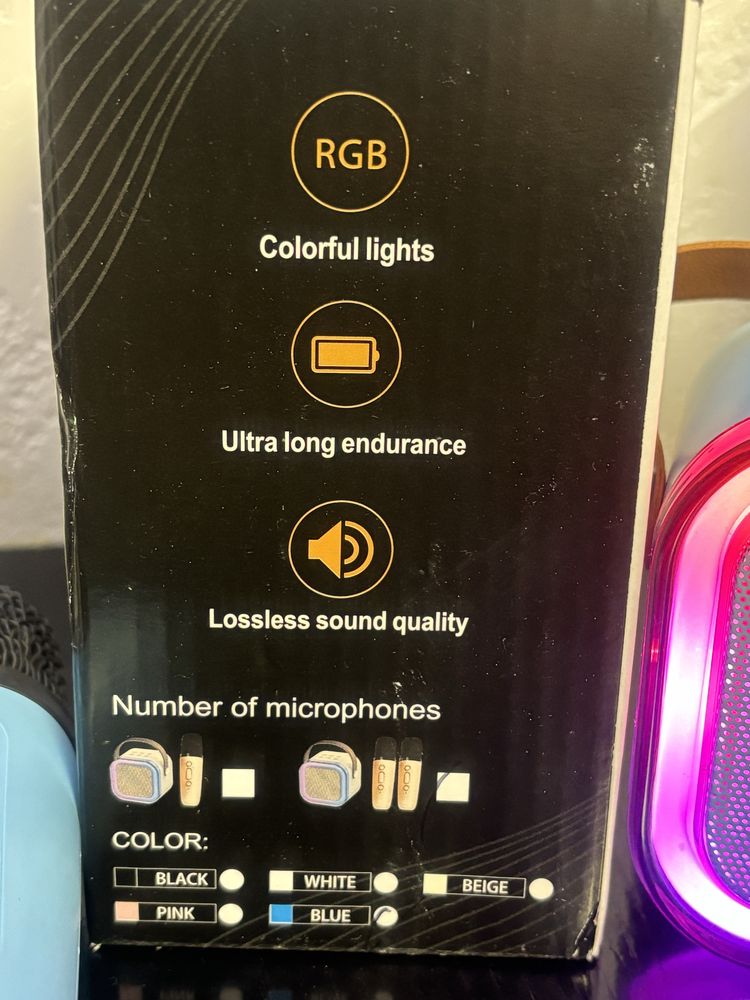 RGB
Colorful lights
Ultra long endurance
Lossless sound quality
Number of microphones
COLOR:
BLACK WHITE BEIGE
PINK BLUE